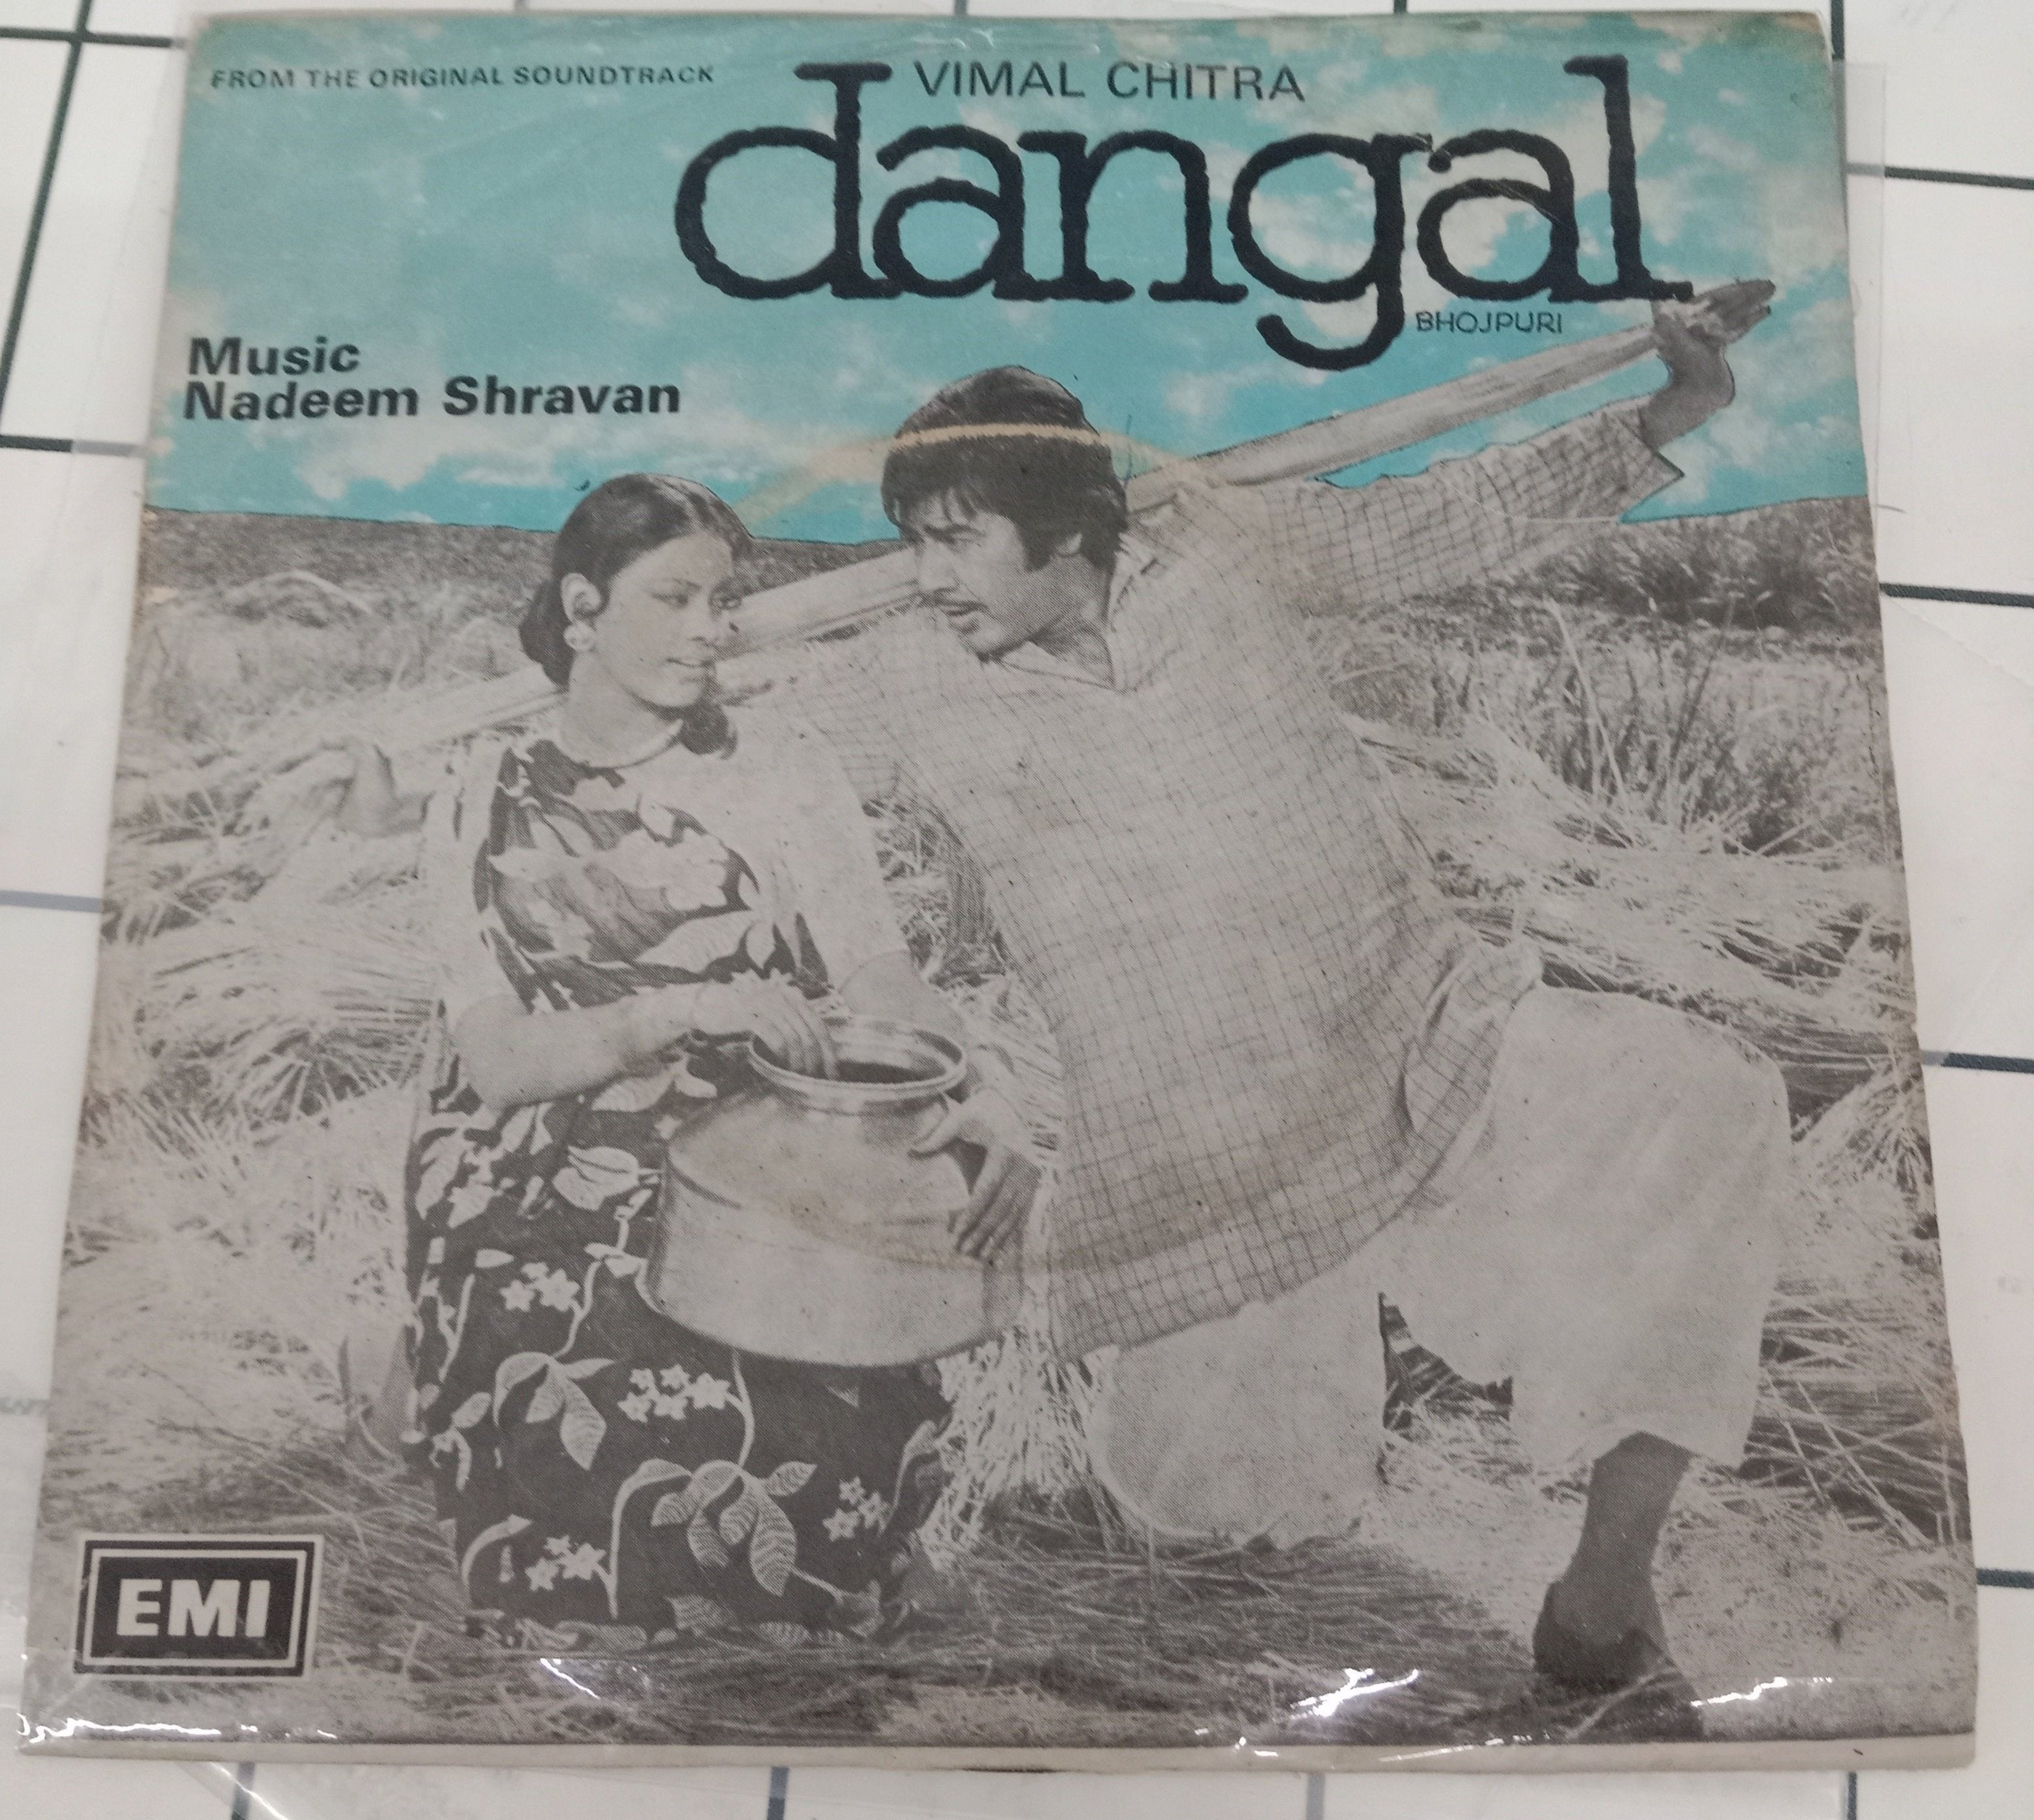 FROM THE ORIGINAL SOUNDTRACK
VIMAL CHITRA
dangal
BHOJPURI
Music
Nadeem Shravan
EMI